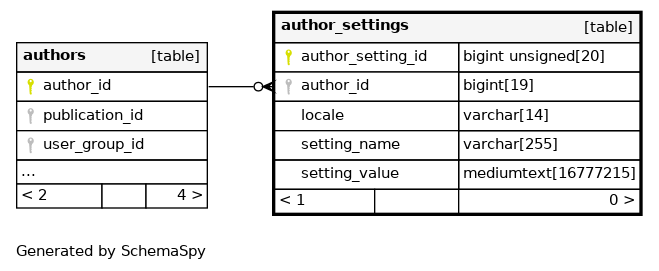 authors [table]
author_id
publication_id
user_group_id
...
< 2 4 >
author_settings [table]
author_setting_id bigint unsigned[20]
author_id bigint[19]
locale varchar[14]
setting_name varchar[255]
setting_value mediumtext[16777215]
< 1 0 >
Generated by SchemaSpy